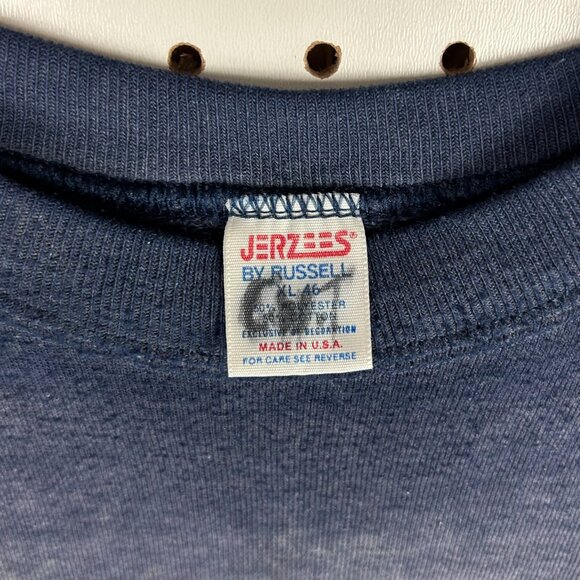 JERZEES®
BY RUSSELL
XL 46
EXCLUSIVE OF DECORATION
MADE IN U.S.A.
FOR CARE SEE REVERSE